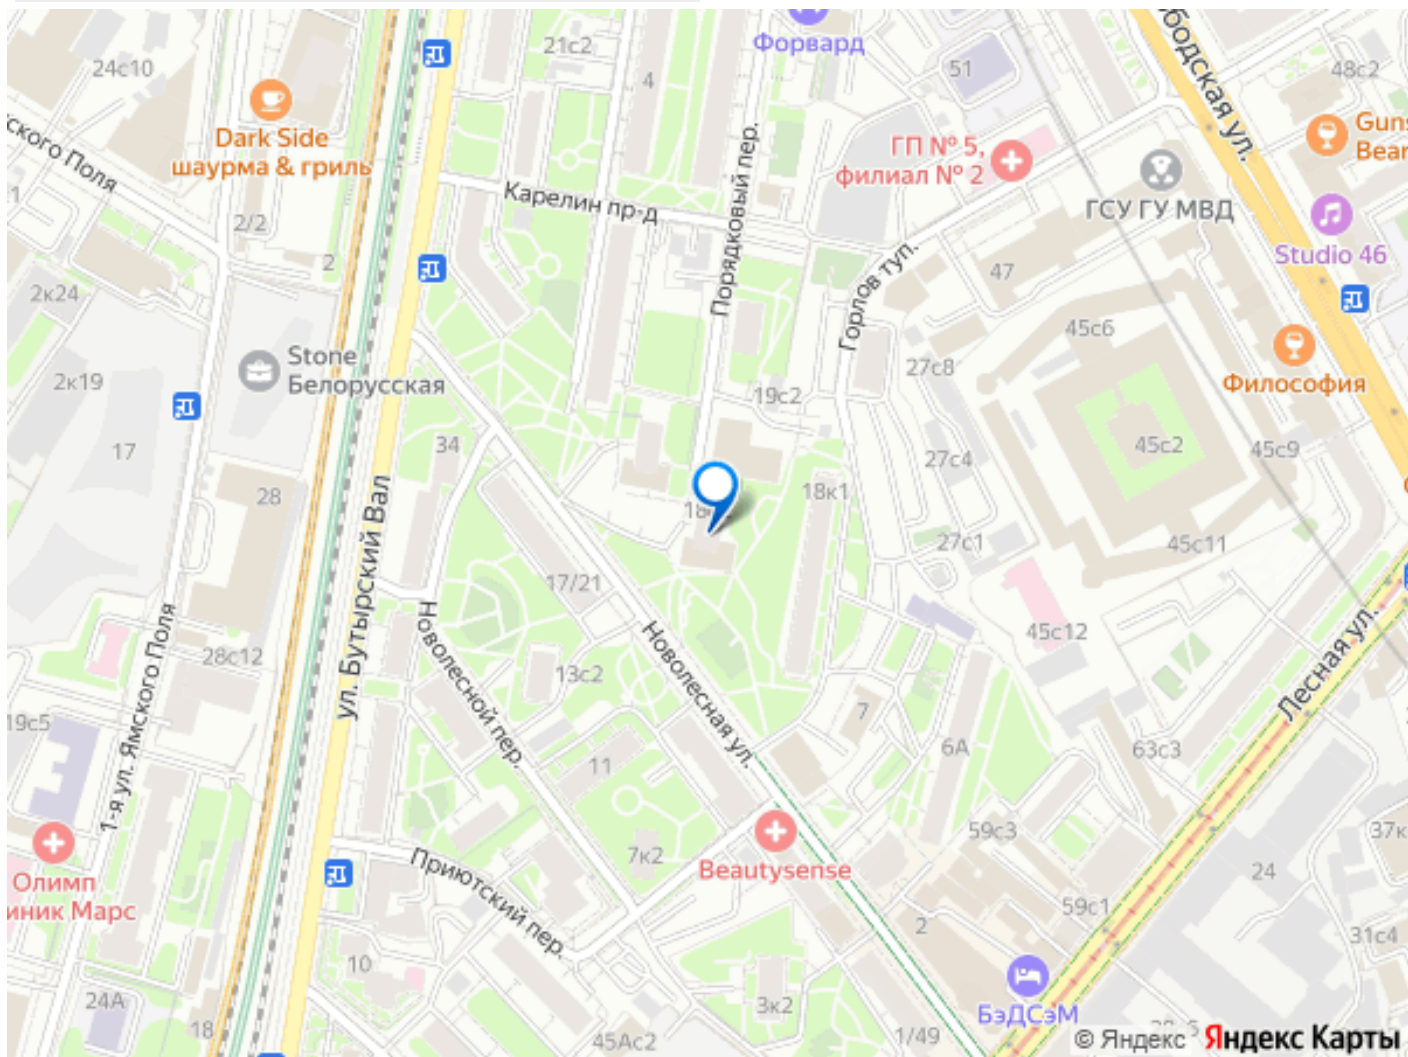 21с2
Форвард
24с10
4
51
48с2
Dark Side
шаурма & гриль
ского Поля
Порядковый пер.
ГП № 5,
филиал № 2
Карелин пр-д
ГСУ ГУ МВД
бодская ул.
Guns
Bear
2/2
2
Studio 46
Горлов туп.
47
2к24
45с6
Stone
Белорусская
27с8
Философия
2к19
19с2
17
34
45с2
45с9
27с4
28
18к1
ул. Бутырский Вал
27с1
45с11
17/21
45с12
Новолесной пер.
Новолесная ул.
Лесная ул.
28с12
1-я ул. Ямского Поля
13с2
19с5
7
6А
63с3
11
59с3
7к2
Beautysense
37к
24
Олимп
иник Марс
Приютский пер.
59с1
2
31с4
10
24А
3к2
БэДСэМ
18
45Ас2
1/49
© Яндекс Яндекс Карты